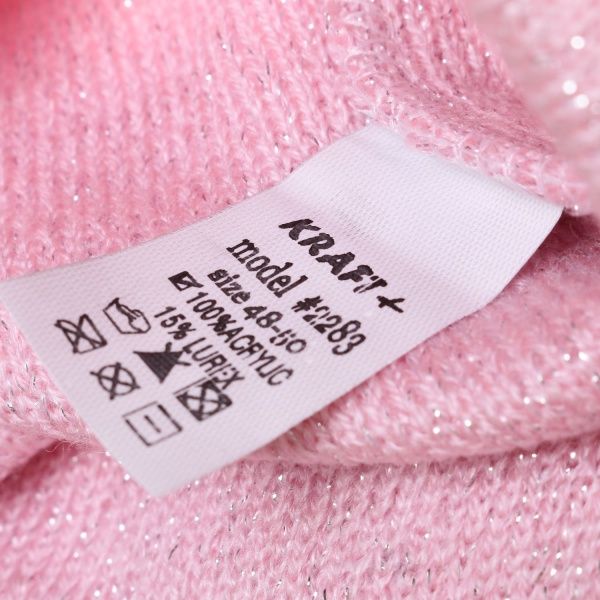 KRAFT +
model #2283
size 48-50
100%ACRYLIC
15% LUREX